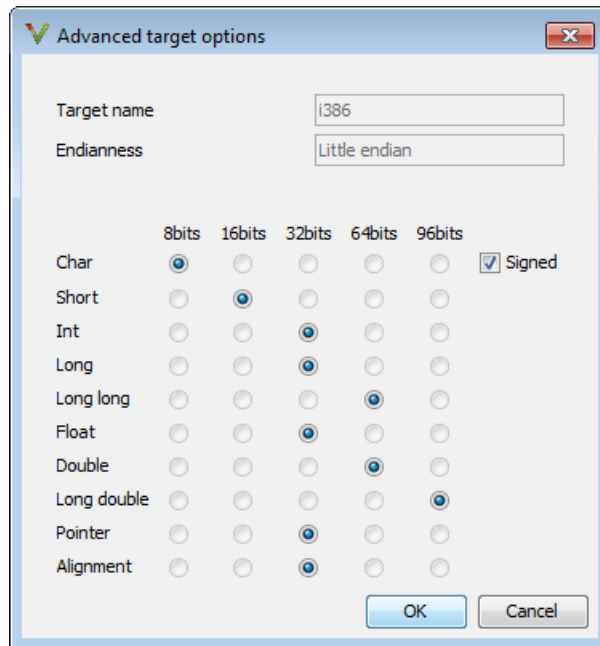 Advanced target options
Target name i386
Endianness Little endian
8bits 16bits 32bits 64bits 96bits
Char Signed
Short
Int
Long
Long long
Float
Double
Long double
Pointer
Alignment
OK Cancel